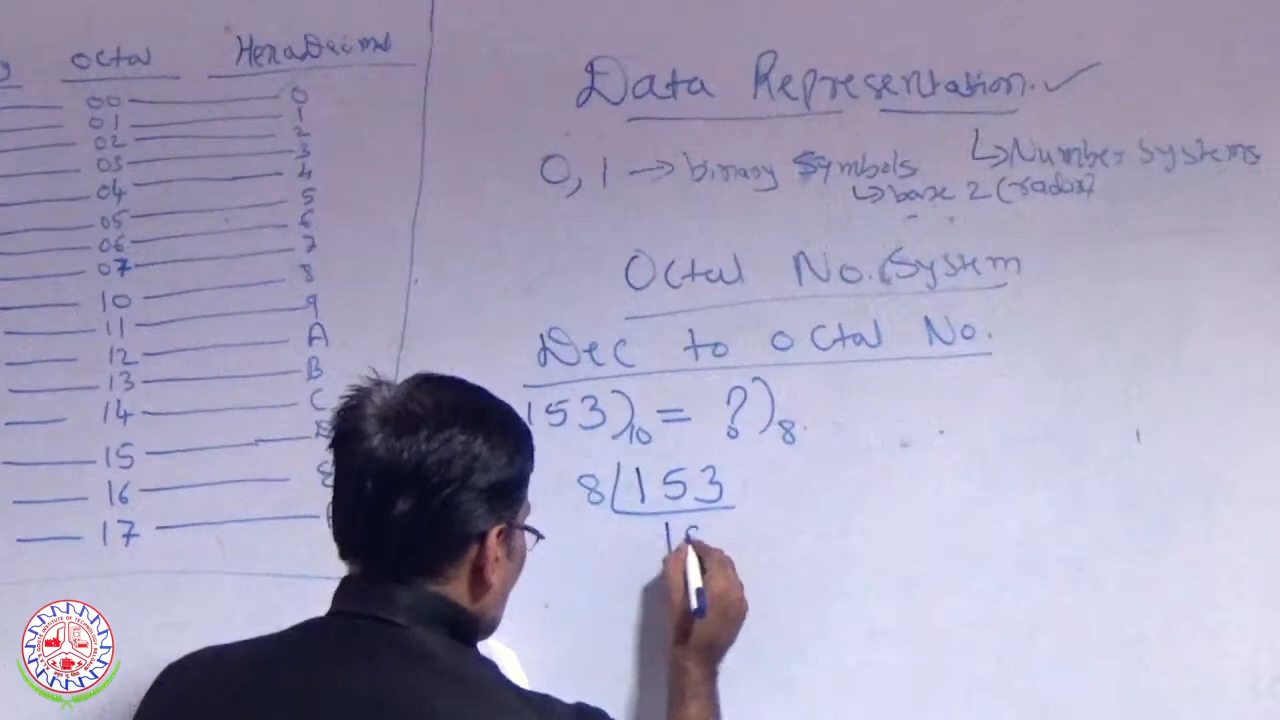 Octal HexaDecimal
00 0
01 1
02 2
03 3
04 4
05 5
06 6
07 7
10 8
11 9
12 A
13 B
14 C
15
16
17
Data Representation.
↳Number Systems
0, 1 → binary Symbols
↳base 2 (radix)
Octal No. System
Dec to Octal No.
153)10 = ?)8
8 153